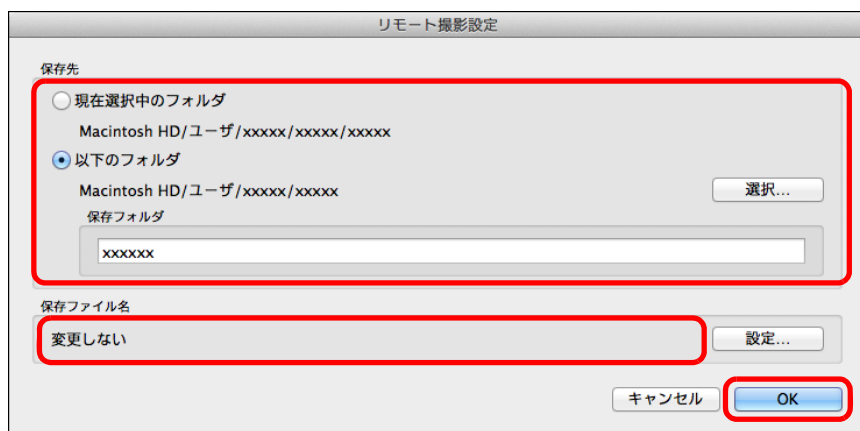 リモート撮影設定
保存先
現在選択中のフォルダ
Macintosh HD/ユーザ/xxxxx/xxxxx/xxxxx
以下のフォルダ
Macintosh HD/ユーザ/xxxxx/xxxxx
選択...
保存フォルダ
xxxxxx
保存ファイル名
変更しない
設定...
キャンセル
OK